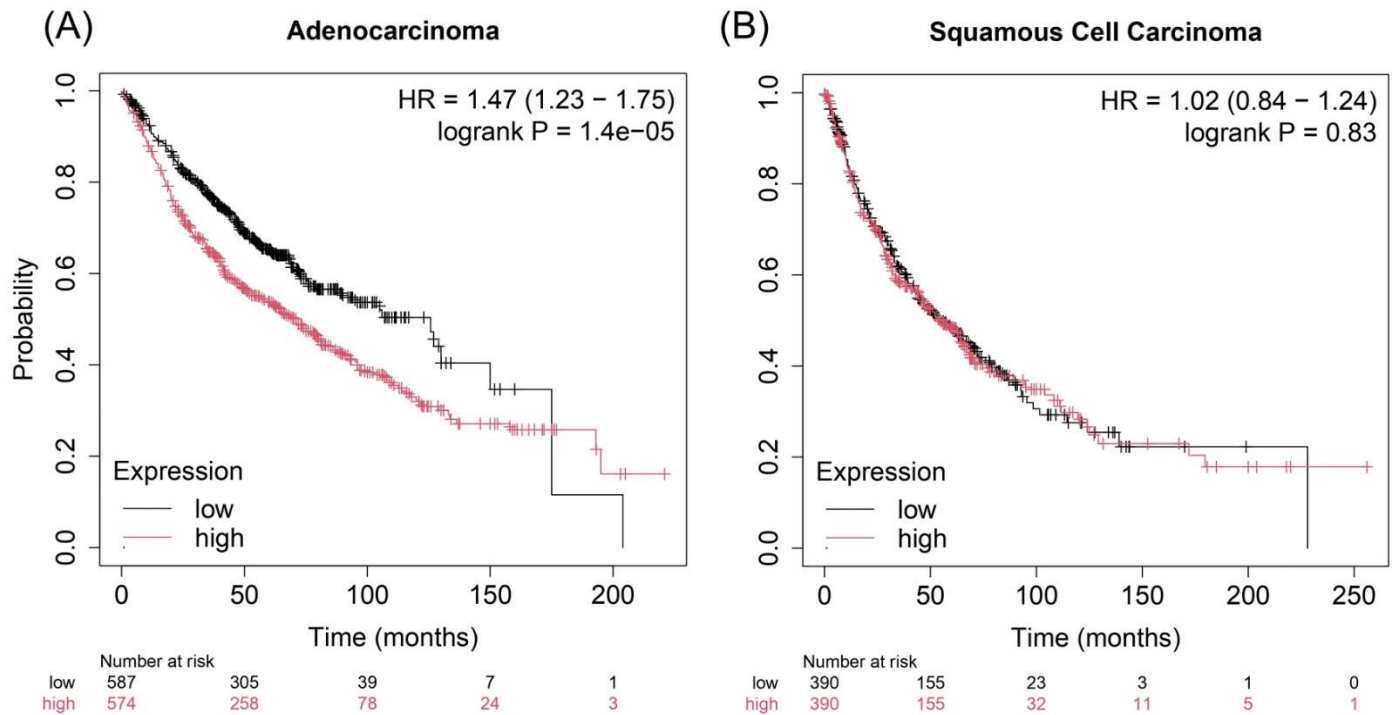 (A)
Adenocarcinoma
HR = 1.47 (1.23 − 1.75)
logrank P = 1.4e−05
Probability
1.0
0.8
0.6
0.4
0.2
0.0
Expression
low
high
0 50 100 150 200
Time (months)
Number at risk
low 587 305 39 7 1
high 574 258 78 24 3
(B)
Squamous Cell Carcinoma
HR = 1.02 (0.84 − 1.24)
logrank P = 0.83
1.0
0.8
0.6
0.4
0.2
0.0
Expression
low
high
0 50 100 150 200 250
Time (months)
Number at risk
low 390 155 23 3 1 0
high 390 155 32 11 5 1